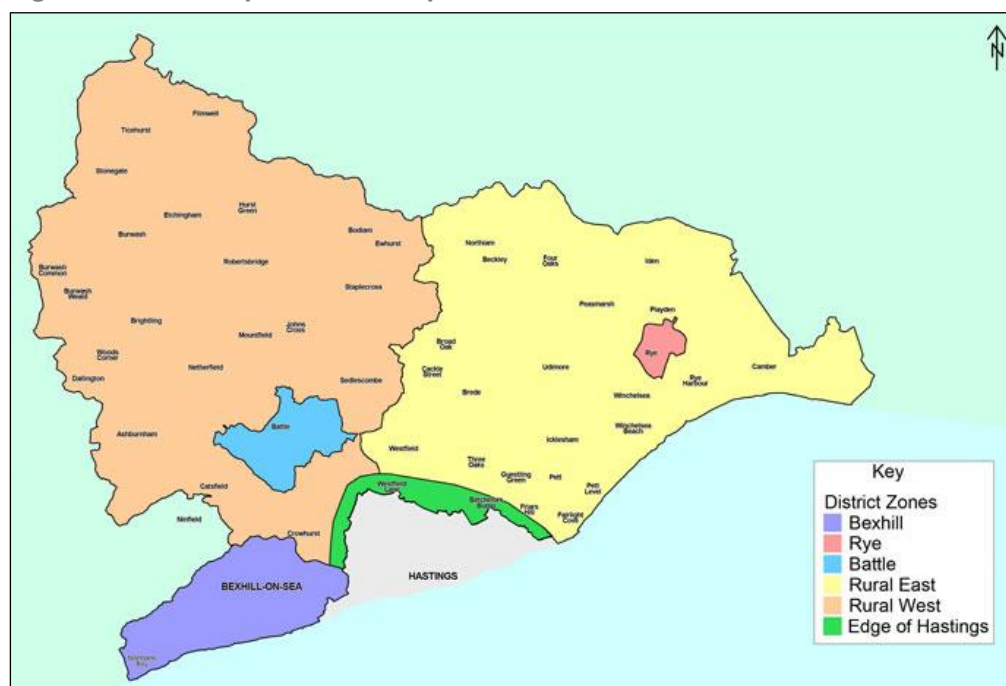 N
Flimwell
Ticehurst
Stonegate
Hurst
Green
Etchingham
Burwash
Bodiam
Ewhurst
Northiam
Beckley
Four
Oaks
Iden
Robertsbridge
Burwash
Common
Burwash
Weald
Staplecross
Peasmarsh
Playden
Brightling
Mountfield
Johns
Cross
Broad
Oak
Rye
Woods
Corner
Dallington
Netherfield
Cackle
Street
Sedlescombe
Udimore
Rye
Harbour
Camber
Brede
Winchelsea
Battle
Ashburnham
Winchelsea
Beach
Icklesham
Westfield
Three
Oaks
Guestling
Green
Pett
Pett
Level
Catsfield
Westfield
Lane
Batchelors
Bump
Friars
Hill
Fairlight
Cove
Ninfield
Crowhurst
HASTINGS
BEXHILL-ON-SEA
Normans
Bay
Key
District Zones
Bexhill
Rye
Battle
Rural East
Rural West
Edge of Hastings